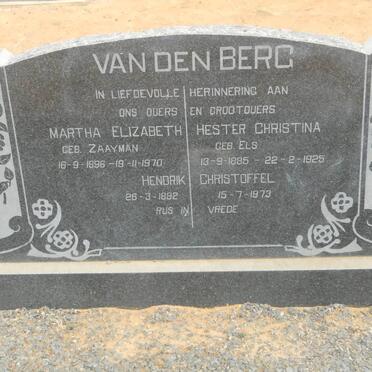 VAN DEN BERG
IN LIEFDEVOLLE HERINNERING AAN
ONS OUERS EN GROOTOUERS
MARTHA ELIZABETH HESTER CHRISTINA
GEB. ZAAYMAN GEB. ELS
16-9-1896-19-11-1970 13-9-1885-22-2-1925
HENDRIK CHRISTOFFEL
26-3-1892 15-7-1973
RUS IN VREDE